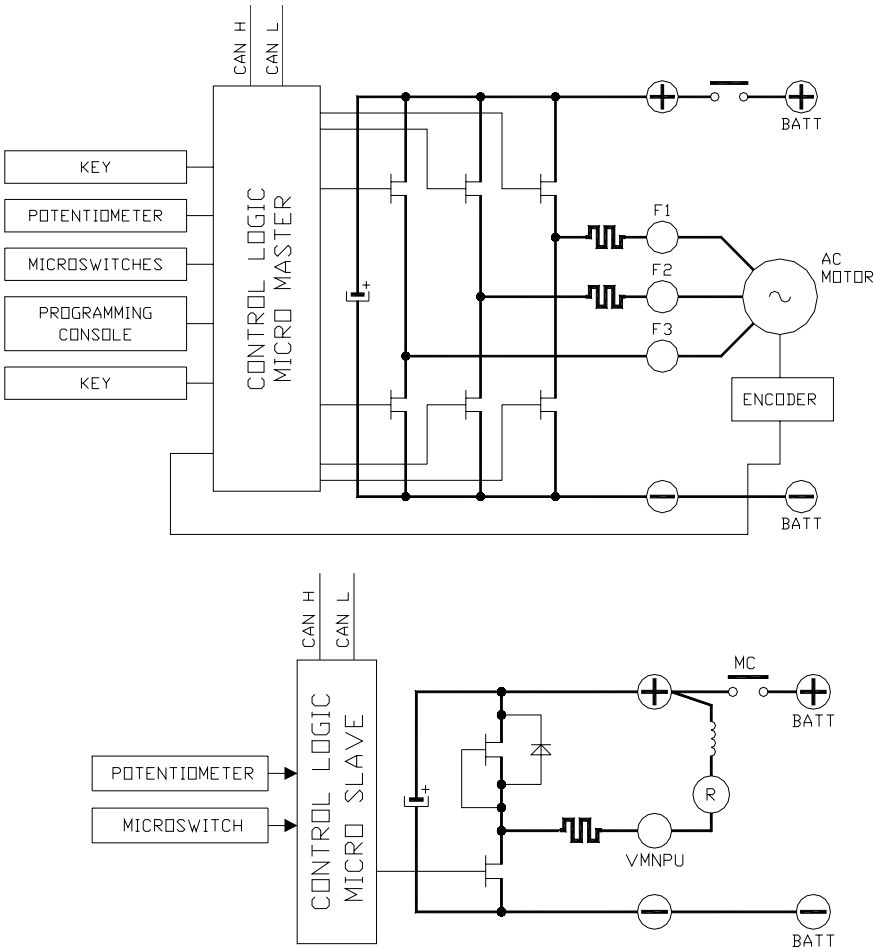 CAN H
CAN L
BATT
KEY
POTENTIOMETER
MICROSWITCHES
PROGRAMMING
CONSOLE
KEY
CONTROL LOGIC
MICRO MASTER
+
F1
F2
F3
AC
MOTOR
ENCODER
BATT
CAN H
CAN L
MC
BATT
POTENTIOMETER
MICROSWITCH
CONTROL LOGIC
MICRO SLAVE
+
R
VMNPU
BATT